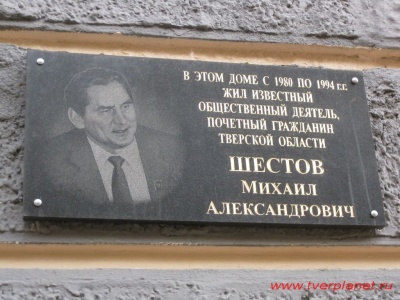 В ЭТОМ ДОМЕ С 1980 ПО 1994 г.г.
ЖИЛ ИЗВЕСТНЫЙ
ОБЩЕСТВЕННЫЙ ДЕЯТЕЛЬ,
ПОЧЕТНЫЙ ГРАЖДАНИН
ТВЕРСКОЙ ОБЛАСТИ
ШЕСТОВ
МИХАИЛ
АЛЕКСАНДРОВИЧ
www.tverplanet.ru